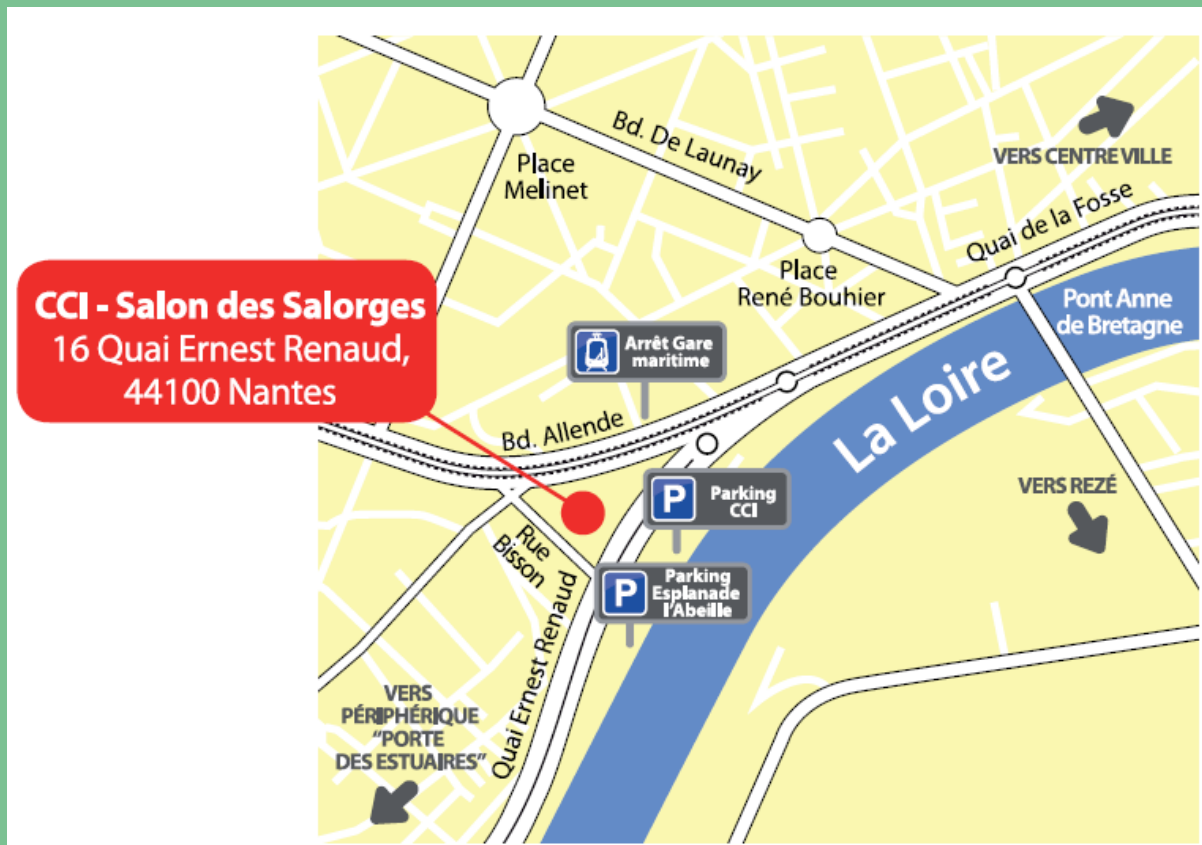 Bd. De Launay
VERS CENTRE VILLE
Place
Melinet
Quai de la Fosse
Place
René Bouhier
CCI - Salon des Salorges
16 Quai Ernest Renaud,
44100 Nantes
Pont Anne
de Bretagne
Arrêt Gare
maritime
La Loire
Bd. Allende
VERS REZÉ
P
Parking
CCI
Rue
Bisson
P
Parking
Esplanade
l'Abeille
Quai Ernest Renaud
VERS
PÉRIPHÉRIQUE
"PORTE
DES ESTUAIRES"